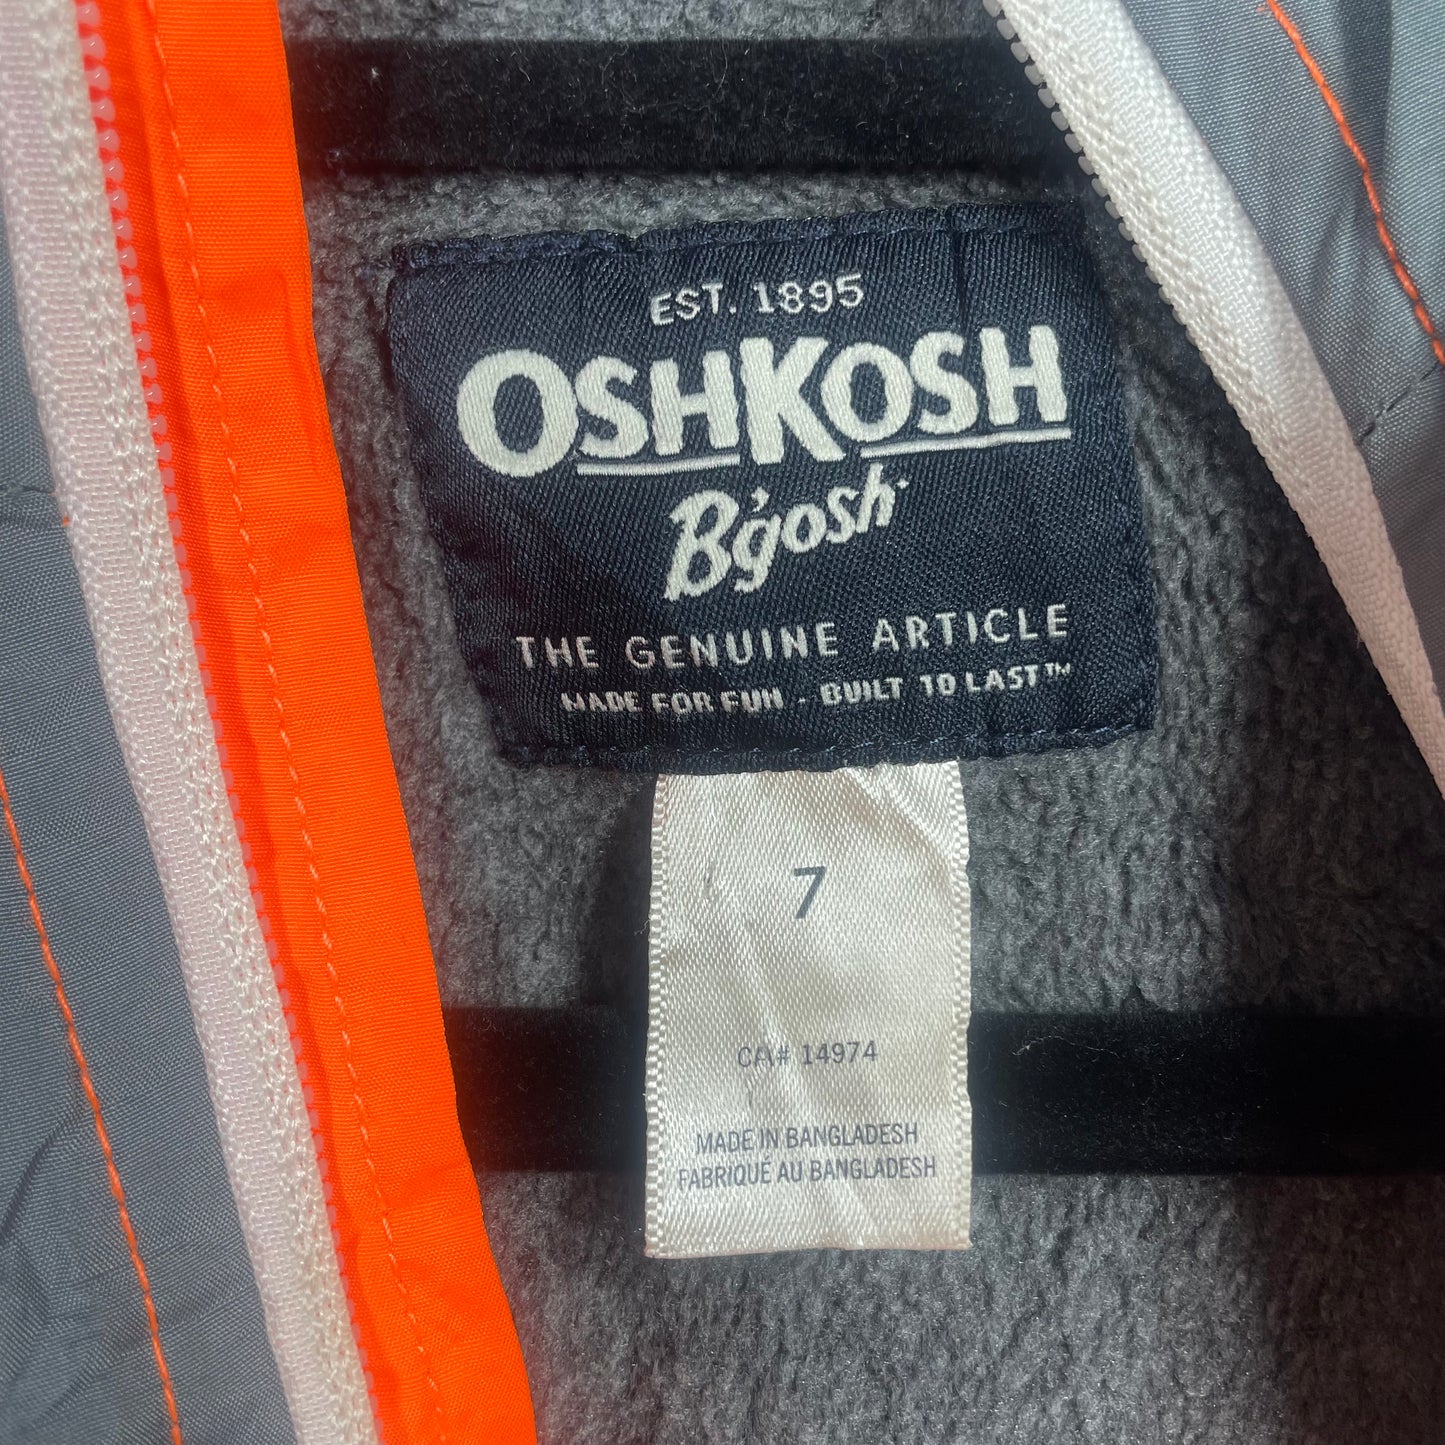 EST. 1895
OSHKOSH
B'gosh
THE GENUINE ARTICLE
MADE FOR FUN - BUILT TO LAST™
7
CA# 14974
MADE IN BANGLADESH
FABRIQUÉ AU BANGLADESH